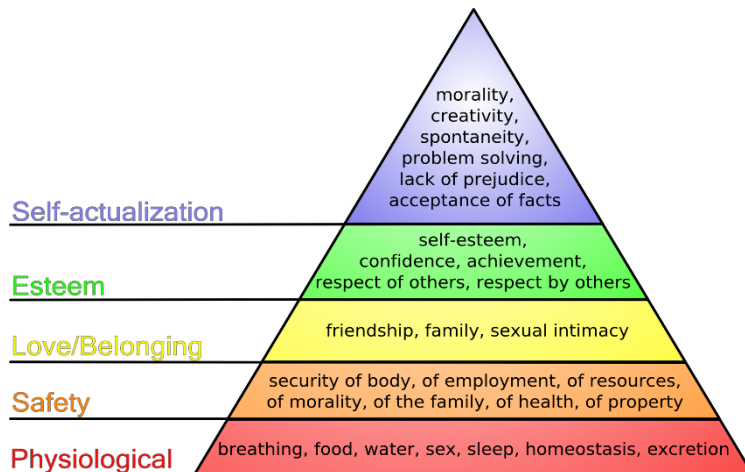 morality,
creativity,
spontaneity,
problem solving,
lack of prejudice,
acceptance of facts
Self-actualization
self-esteem,
confidence, achievement,
respect of others, respect by others
Esteem
friendship, family, sexual intimacy
Love/Belonging
security of body, of employment, of resources,
of morality, of the family, of health, of property
Safety
breathing, food, water, sex, sleep, homeostasis, excretion
Physiological